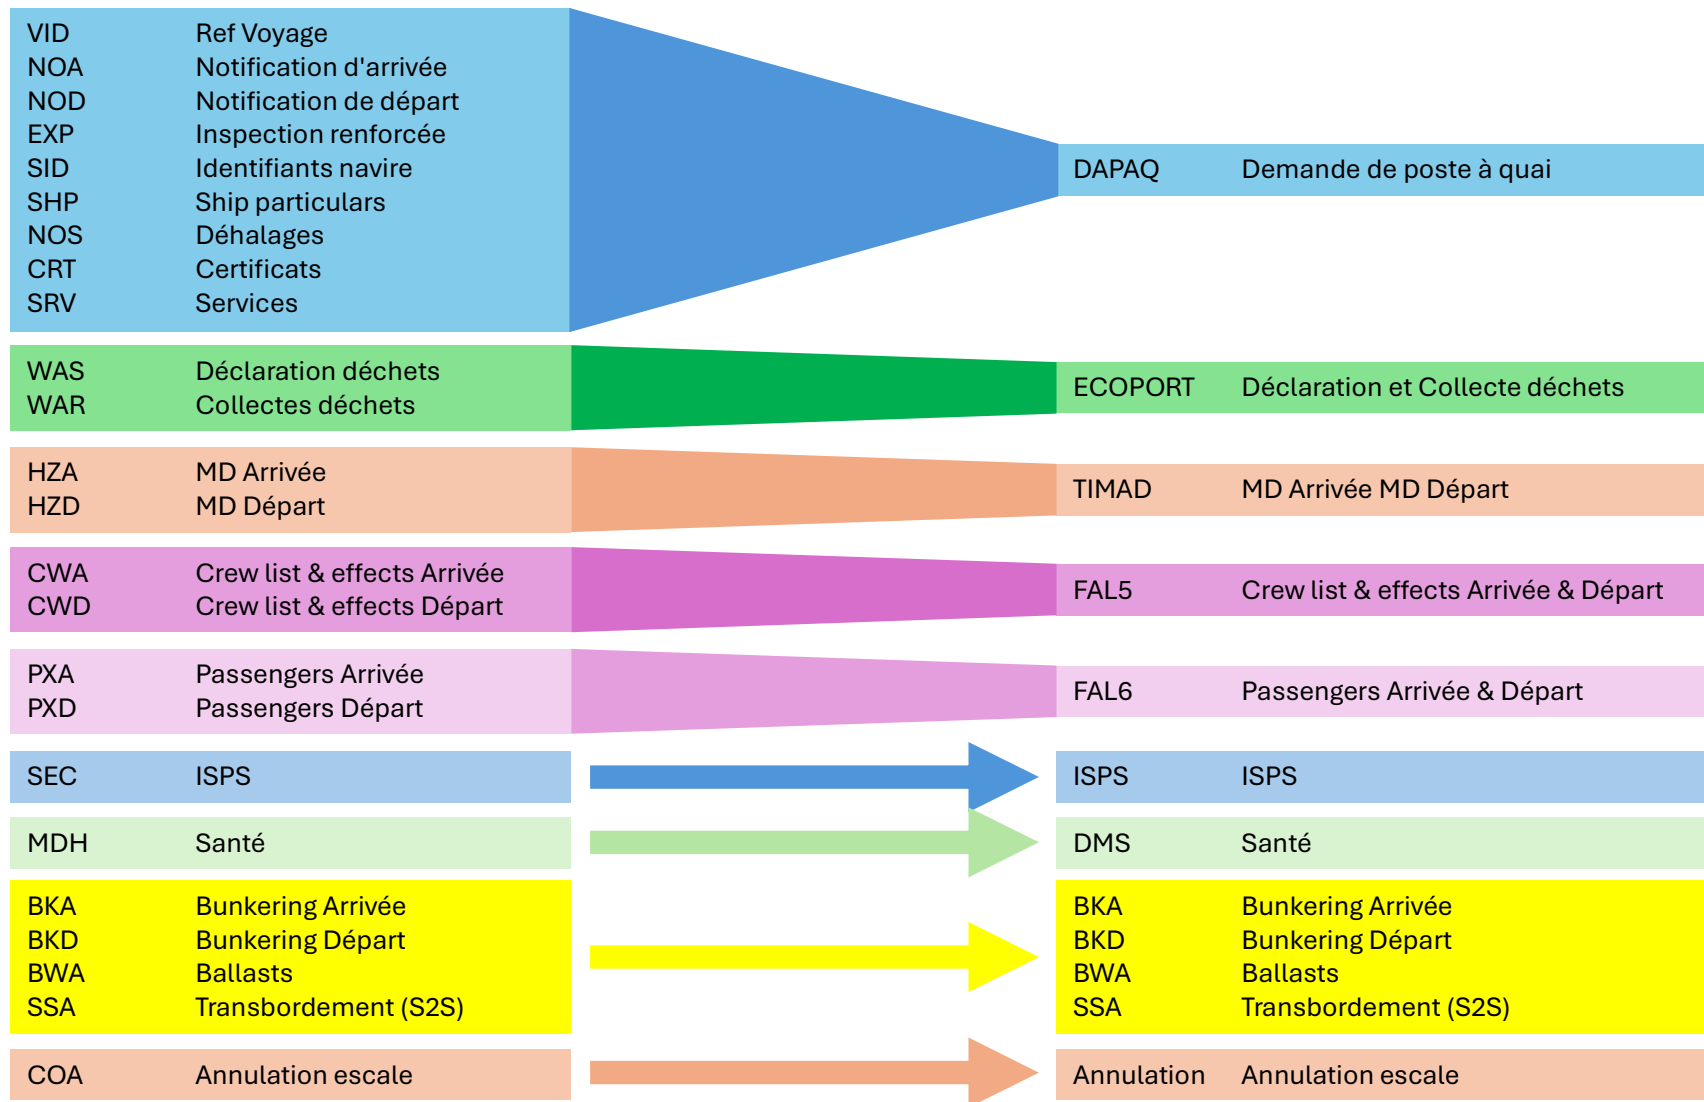 VID Ref Voyage
NOA Notification d'arrivée
NOD Notification de départ
EXP Inspection renforcée
SID Identifiants navire
SHP Ship particulars
NOS Déhalages
CRT Certificats
SRV Services
DAPAQ Demande de poste à quai
WAS Déclaration déchets
WAR Collectes déchets
ECOPORT Déclaration et Collecte déchets
HZA MD Arrivée
HZD MD Départ
TIMAD MD Arrivée MD Départ
CWA Crew list & effects Arrivée
CWD Crew list & effects Départ
FAL5 Crew list & effects Arrivée & Départ
PXA Passengers Arrivée
PXD Passengers Départ
FAL6 Passengers Arrivée & Départ
SEC ISPS
ISPS ISPS
MDH Santé
DMS Santé
BKA Bunkering Arrivée
BKD Bunkering Départ
BWA Ballasts
SSA Transbordement (S2S)
BKA Bunkering Arrivée
BKD Bunkering Départ
BWA Ballasts
SSA Transbordement (S2S)
COA Annulation escale
Annulation Annulation escale